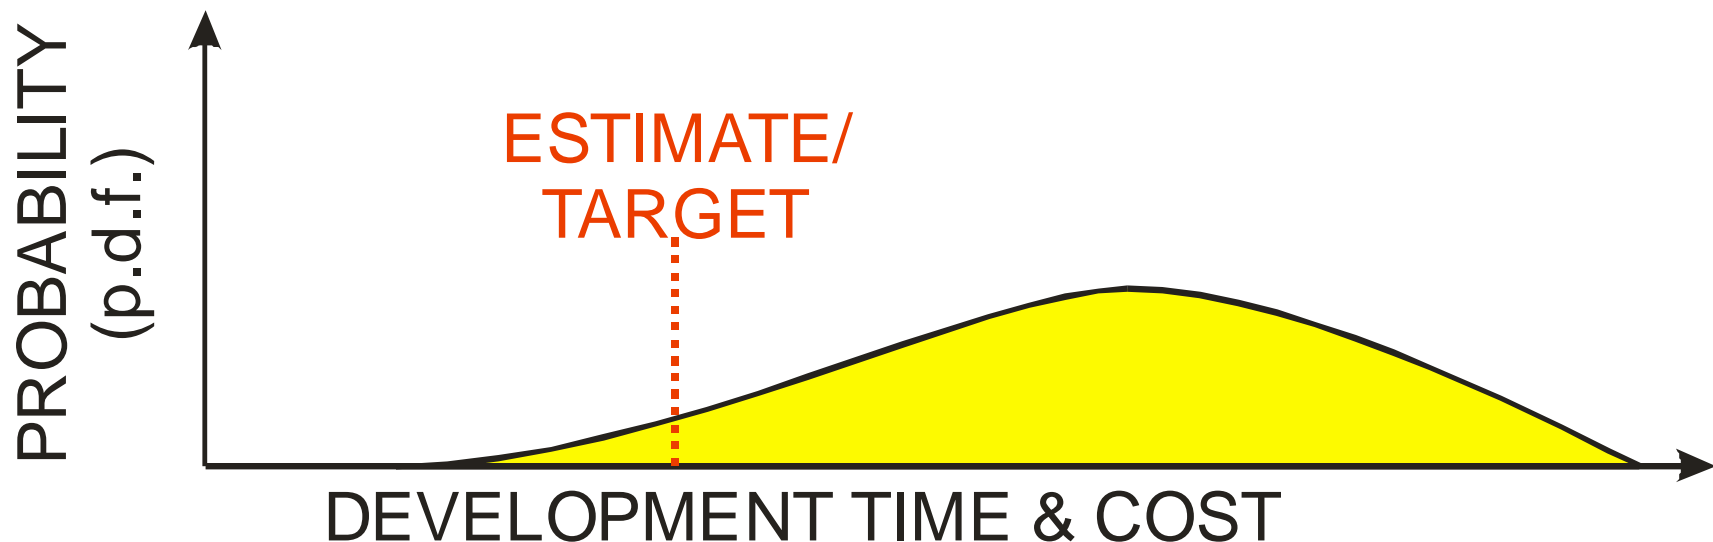 PROBABILITY
(p.d.f.)
ESTIMATE/
TARGET
DEVELOPMENT TIME & COST